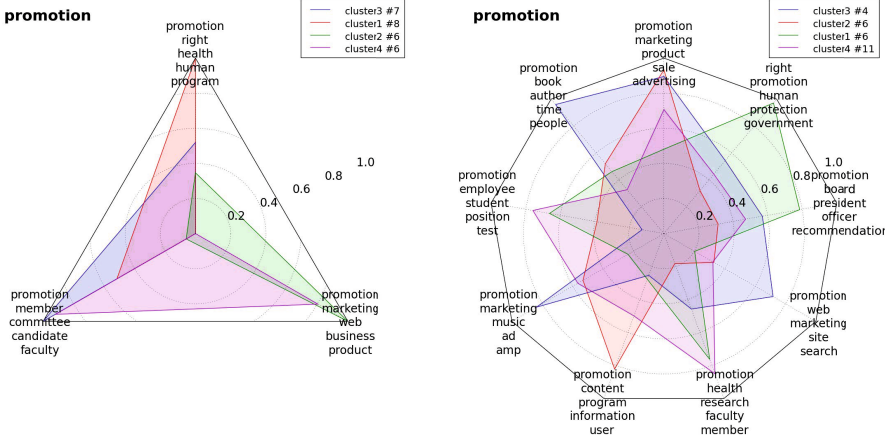 promotion
cluster3 #7
cluster1 #8
cluster2 #6
cluster4 #6
promotion
right
health
human
program
1.0
0.8
0.6
0.4
0.2
promotion
member
committee
candidate
faculty
promotion
marketing
web
business
product
promotion
cluster3 #4
cluster2 #6
cluster1 #6
cluster4 #11
promotion
marketing
product
sale
advertising
promotion
book
author
time
people
right
promotion
human
protection
government
promotion
employee
student
position
test
1.0
0.8
0.6
0.4
0.2
promotion
board
president
officer
recommendation
promotion
marketing
music
ad
amp
promotion
web
marketing
site
search
promotion
content
program
information
user
promotion
health
research
faculty
member